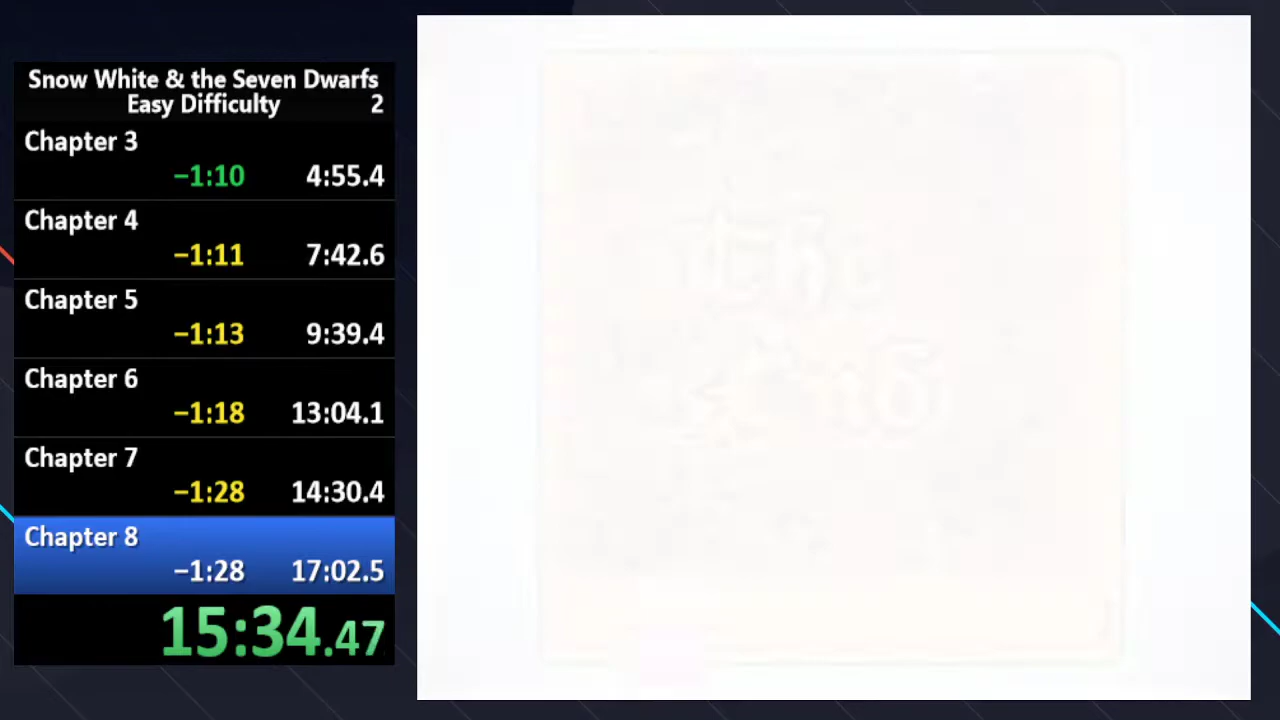 Snow White & the Seven Dwarfs
Easy Difficulty 2
Chapter 3
−1:10 4:55.4
Chapter 4
−1:11 7:42.6
Chapter 5
−1:13 9:39.4
Chapter 6
−1:18 13:04.1
Chapter 7
−1:28 14:30.4
Chapter 8
−1:28 17:02.5
15:34.47
The
End